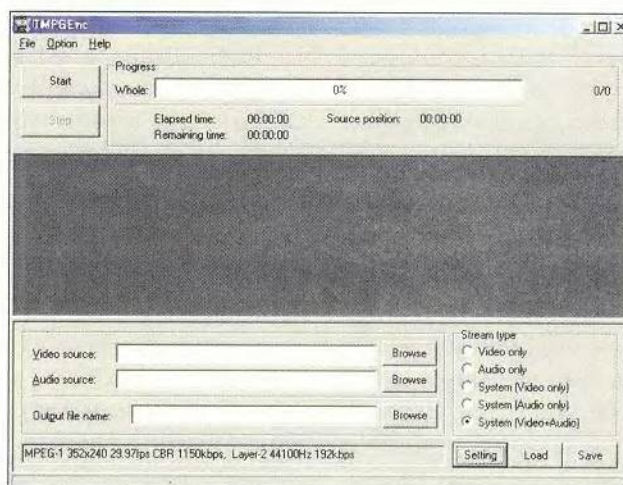 TMPGEnc
File Option Help
Start
Stop
Progress
Whole: 0% 0/0
Elapsed time: 00:00:00 Source position: 00:00:00
Remaining time: 00:00:00
Video source: Browse
Audio source: Browse
Output file name: Browse
Stream type
Video only
Audio only
System (Video only)
System (Audio only)
System (Video+Audio)
MPEG-1 352x240 29.97fps CBR 1150kbps, Layer-2 44100Hz 192kbps
Setting Load Save